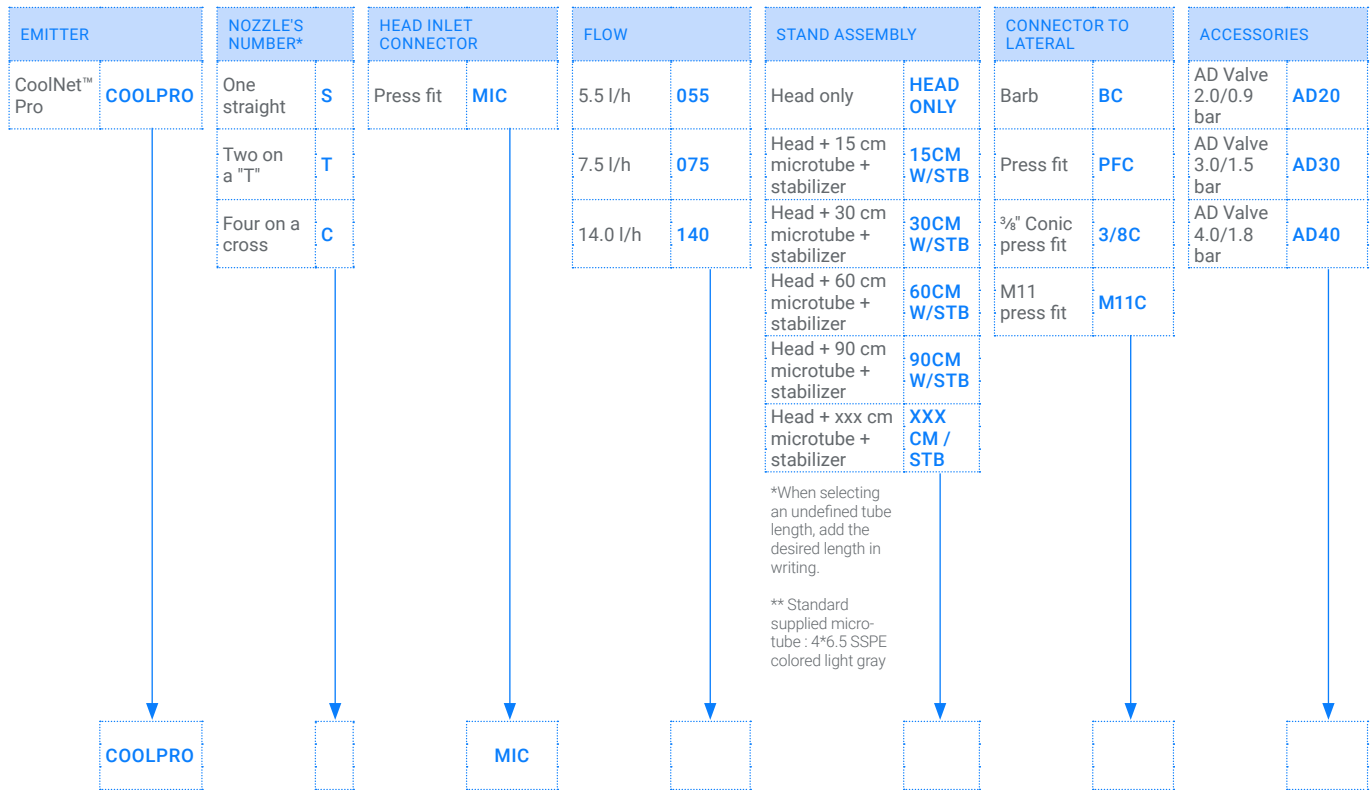 EMITTER
NOZZLE'S
NUMBER*
HEAD INLET
CONNECTOR
FLOW
STAND ASSEMBLY
CONNECTOR TO
LATERAL
ACCESSORIES
CoolNet™
Pro
COOLPRO
One
straight
S
Press fit
MIC
5.5 l/h
055
Head only
HEAD
ONLY
Barb
BC
AD Valve
2.0/0.9
bar
AD20
Two on
a "T"
T
7.5 l/h
075
Head + 15 cm
microtube +
stabilizer
15CM
W/STB
Press fit
PFC
AD Valve
3.0/1.5
bar
AD30
Four on a
cross
C
14.0 l/h
140
Head + 30 cm
microtube +
stabilizer
30CM
W/STB
⅜" Conic
press fit
3/8C
AD Valve
4.0/1.8
bar
AD40
Head + 60 cm
microtube +
stabilizer
60CM
W/STB
M11
press fit
M11C
Head + 90 cm
microtube +
stabilizer
90CM
W/STB
Head + xxx cm
microtube +
stabilizer
XXX
CM /
STB
*When selecting
an undefined tube
length, add the
desired length in
writing.
** Standard
supplied micro-
tube : 4*6.5 SSPE
colored light gray
COOLPRO
MIC